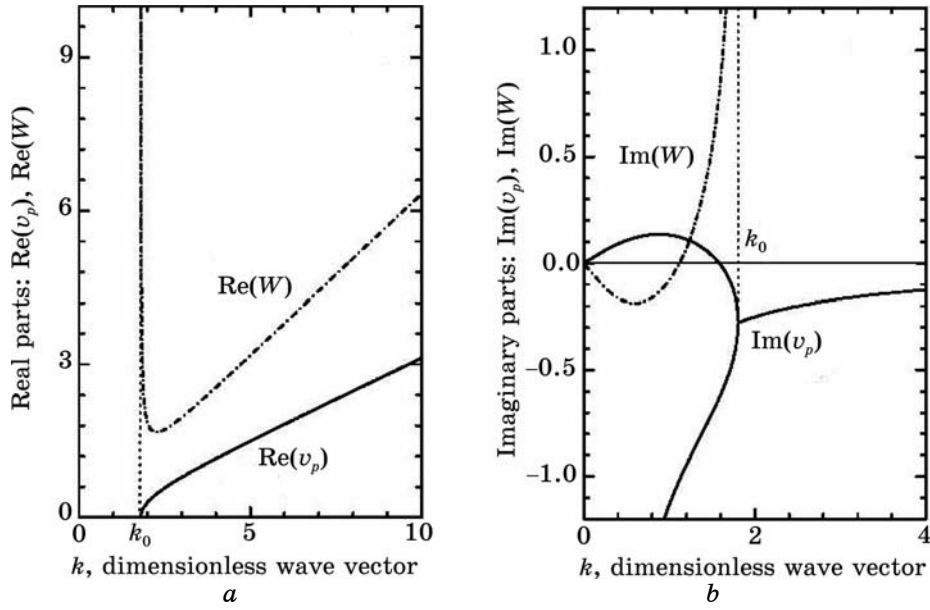 Real parts: Re(v_p), Re(W)
9
6
3
0
Re(W)
Re(v_p)
0
k_0
5
10
k, dimensionless wave vector
a
Imaginary parts: Im(v_p), Im(W)
1.0
0.5
0.0
−0.5
−1.0
Im(W)
k_0
Im(v_p)
0
2
4
k, dimensionless wave vector
b